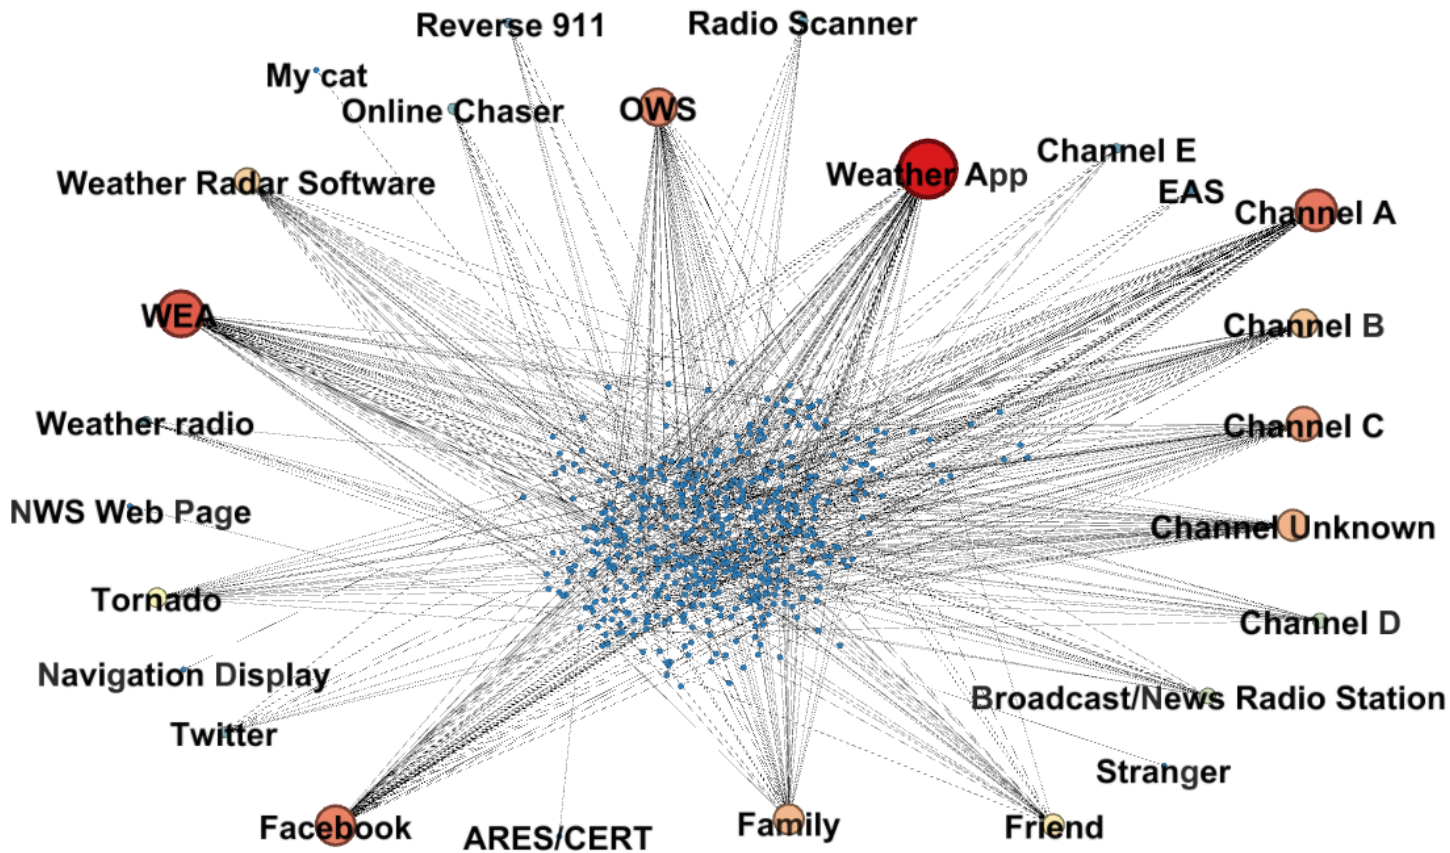 Reverse 911
Radio Scanner
My cat
Online Chaser
OWS
Channel E
Weather App
Weather Radar Software
EAS
Channel A
WEA
Channel B
Weather radio
Channel C
NWS Web Page
Channel Unknown
Tornado
Channel D
Navigation Display
Broadcast/News Radio Station
Twitter
Stranger
Facebook
ARES/CERT
Family
Friend